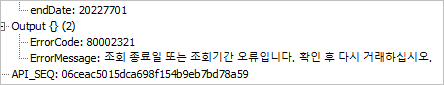 endDate: 20227701
Output {} (2)
ErrorCode: 80002321
ErrorMessage: 조회 종료일 또는 조회기간 오류입니다. 확인 후 다시 거래하십시오.
API_SEQ: 06ceac5015dca698f154b9eb7bd78a59